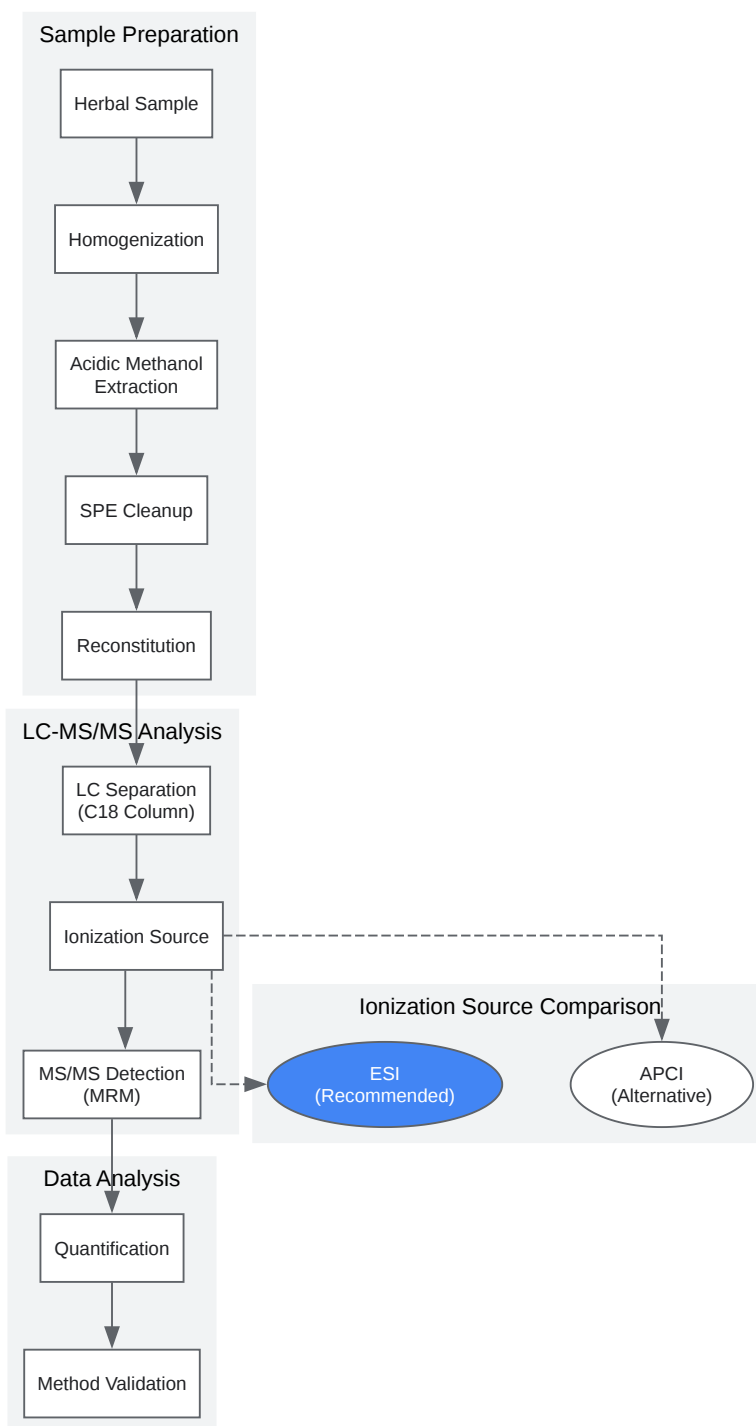 Sample Preparation
Herbal Sample
Homogenization
Acidic Methanol
Extraction
SPE Cleanup
Reconstitution
LC-MS/MS Analysis
LC Separation
(C18 Column)
Ionization Source
Ionization Source Comparison
MS/MS Detection
(MRM)
ESI
(Recommended)
APCI
(Alternative)
Data Analysis
Quantification
Method Validation